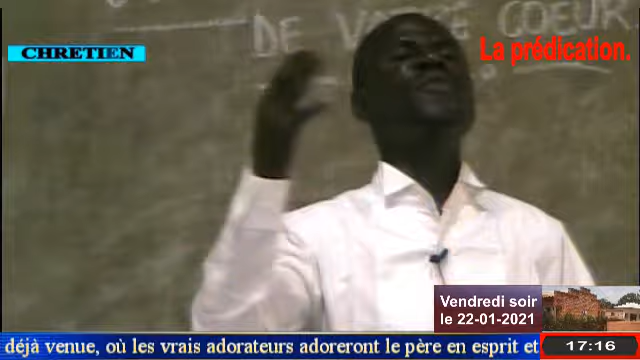 DE VOTRE COEUR
La prédication.
CHRETIEN
Vendredi soir
le 22-01-2021
déjà venue, où les vrais adorateurs adoreront le père en esprit et
17:16